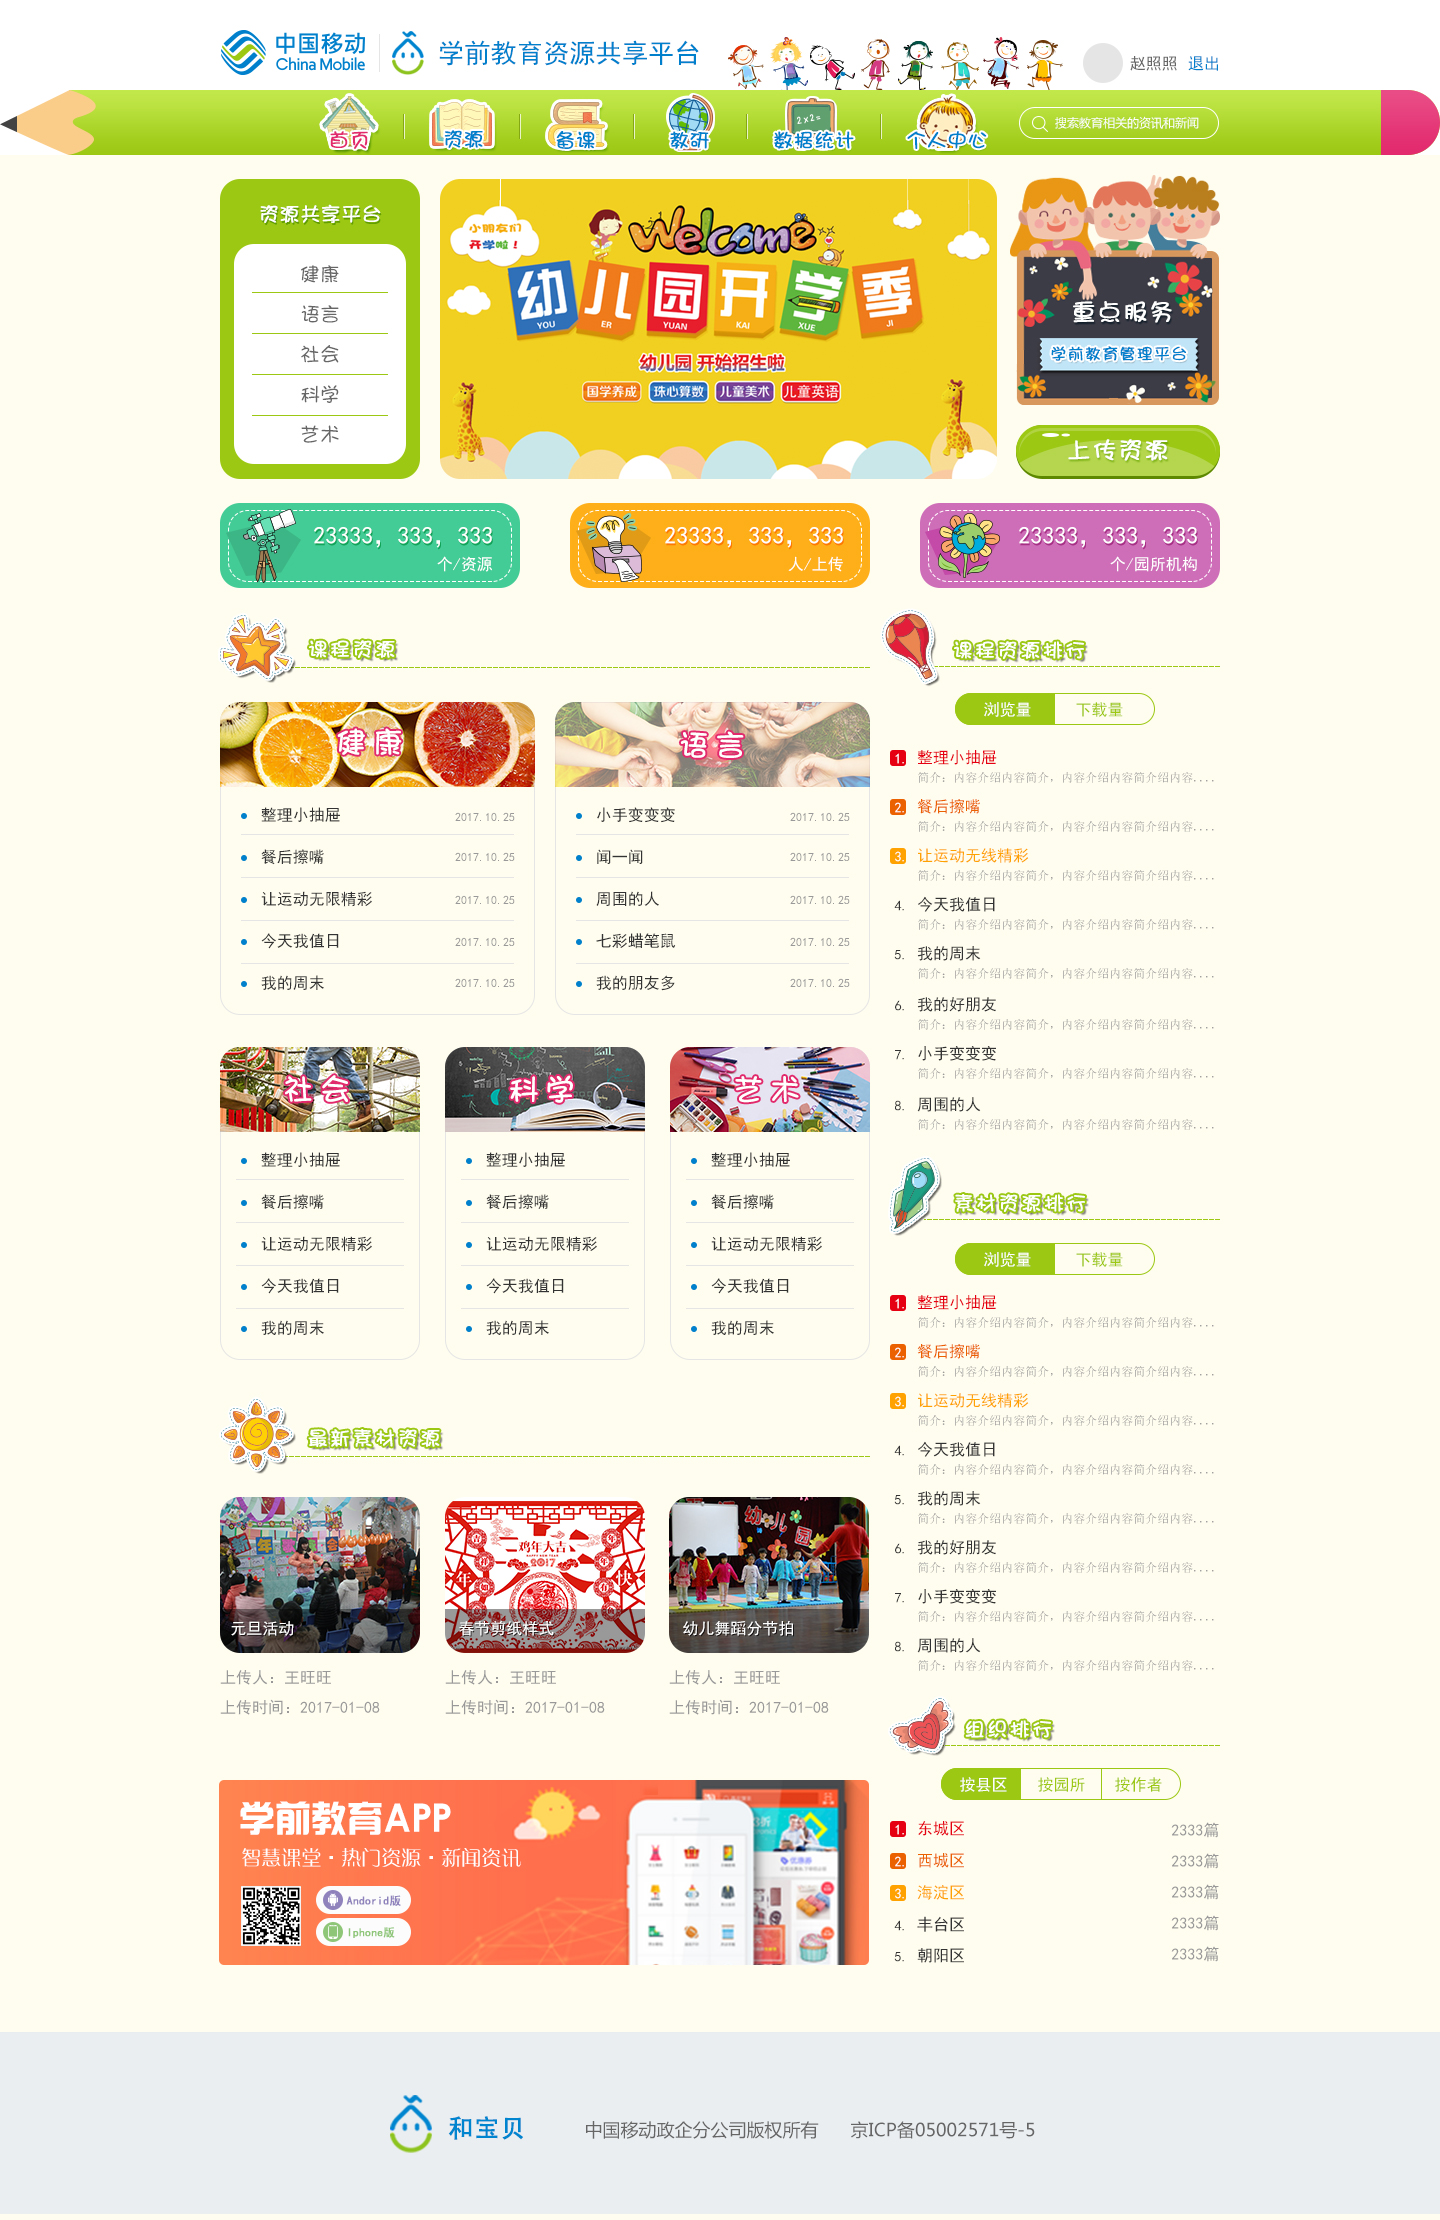 中国移动
China Mobile
学前教育资源共享平台
赵照照 退出
首页 资源 备课 教研 数据统计 个人中心
2x2=
搜索教育相关的资讯和新闻
资源共享平台
健康
语言
社会
科学
艺术
小朋友们
开学啦！
Welcome
幼儿园开学季
YOU ER YUAN KAI XUE JI
幼儿园 开始招生啦
国学养成 珠心算数 儿童美术 儿童英语
重点服务
学前教育管理平台
上传资源
23333，333，333
个/资源
23333，333，333
人/上传
23333，333，333
个/园所机构
课程资源
健康
整理小抽屉 2017.10.25
餐后擦嘴 2017.10.25
让运动无限精彩 2017.10.25
今天我值日 2017.10.25
我的周末 2017.10.25
语言
小手变变变 2017.10.25
闻一闻 2017.10.25
周围的人 2017.10.25
七彩蜡笔鼠 2017.10.25
我的朋友多 2017.10.25
社会
整理小抽屉
餐后擦嘴
让运动无限精彩
今天我值日
我的周末
科学
整理小抽屉
餐后擦嘴
让运动无限精彩
今天我值日
我的周末
艺术
整理小抽屉
餐后擦嘴
让运动无限精彩
今天我值日
我的周末
最新素材资源
元旦活动
上传人：王旺旺
上传时间：2017-01-08
鸡年大吉
HAPPY NEW YEAR
2017
春节剪纸样式
上传人：王旺旺
上传时间：2017-01-08
幼儿园
幼儿舞蹈分节拍
上传人：王旺旺
上传时间：2017-01-08
学前教育APP
智慧课堂·热门资源·新闻资讯
Andorid版
Iphone版
课程资源排行
浏览量 下载量
1. 整理小抽屉
简介：内容介绍内容简介，内容介绍内容简介绍内容....
2. 餐后擦嘴
简介：内容介绍内容简介，内容介绍内容简介绍内容....
3. 让运动无线精彩
简介：内容介绍内容简介，内容介绍内容简介绍内容....
4. 今天我值日
简介：内容介绍内容简介，内容介绍内容简介绍内容....
5. 我的周末
简介：内容介绍内容简介，内容介绍内容简介绍内容....
6. 我的好朋友
简介：内容介绍内容简介，内容介绍内容简介绍内容....
7. 小手变变变
简介：内容介绍内容简介，内容介绍内容简介绍内容....
8. 周围的人
简介：内容介绍内容简介，内容介绍内容简介绍内容....
素材资源排行
浏览量 下载量
1. 整理小抽屉
简介：内容介绍内容简介，内容介绍内容简介绍内容....
2. 餐后擦嘴
简介：内容介绍内容简介，内容介绍内容简介绍内容....
3. 让运动无线精彩
简介：内容介绍内容简介，内容介绍内容简介绍内容....
4. 今天我值日
简介：内容介绍内容简介，内容介绍内容简介绍内容....
5. 我的周末
简介：内容介绍内容简介，内容介绍内容简介绍内容....
6. 我的好朋友
简介：内容介绍内容简介，内容介绍内容简介绍内容....
7. 小手变变变
简介：内容介绍内容简介，内容介绍内容简介绍内容....
8. 周围的人
简介：内容介绍内容简介，内容介绍内容简介绍内容....
组织排行
按县区 按园所 按作者
1. 东城区 2333篇
2. 西城区 2333篇
3. 海淀区 2333篇
4. 丰台区 2333篇
5. 朝阳区 2333篇
和宝贝
中国移动政企分公司版权所有 京ICP备05002571号-5